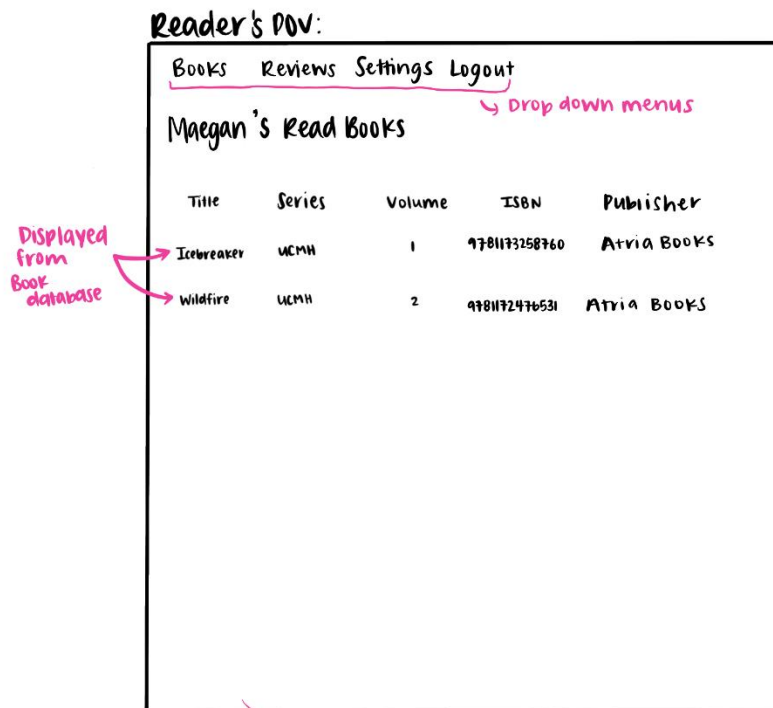 Reader's POV:
Books Reviews Settings Logout
Drop down menus
Maegan's Read Books
Title Series Volume ISBN Publisher
Displayed
from
Book
database
Icebreaker UCMH 1 9781173258760 Atria Books
Wildfire UCMH 2 9781172476531 Atria Books